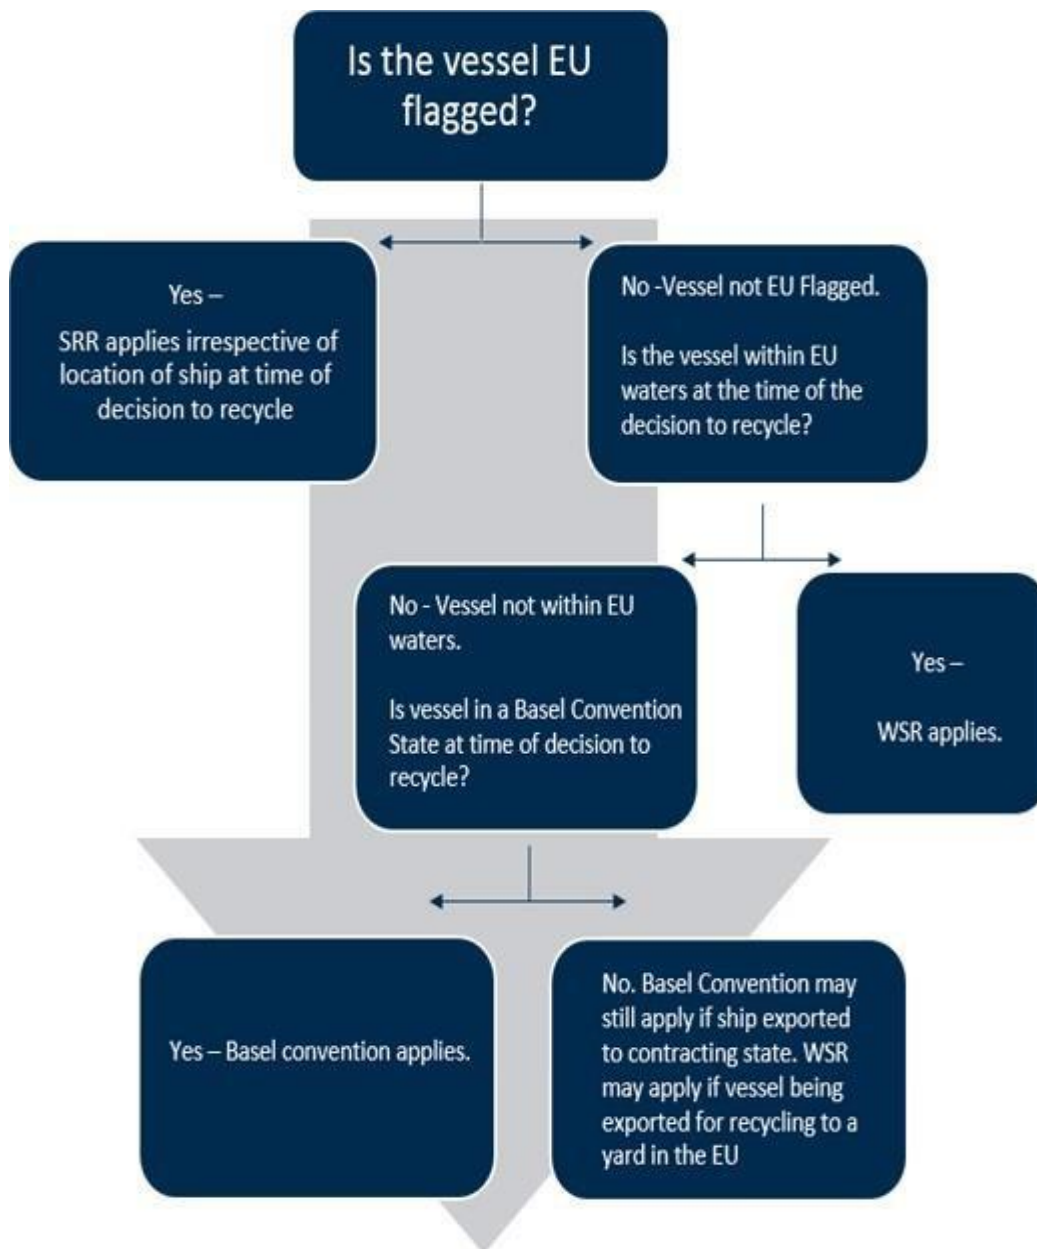 Is the vessel EU
flagged?
Yes –
SRR applies irrespective of
location of ship at time of
decision to recycle
No -Vessel not EU Flagged.
Is the vessel within EU
waters at the time of the
decision to recycle?
No - Vessel not within EU
waters.
Is vessel in a Basel Convention
State at time of decision to
recycle?
Yes –
WSR applies.
Yes – Basel convention applies.
No. Basel Convention may
still apply if ship exported
to contracting state. WSR
may apply if vessel being
exported for recycling to a
yard in the EU